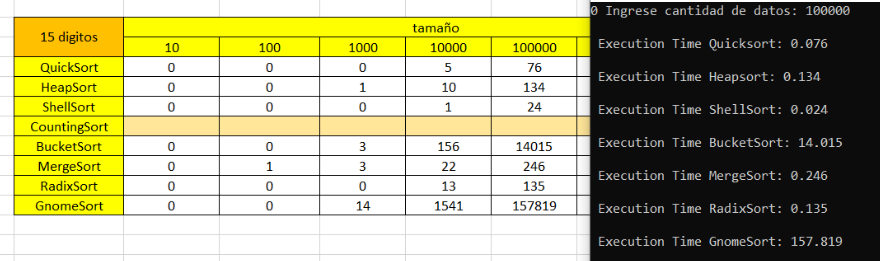 15 digitos tamaño
10 100 1000 10000 100000
QuickSort 0 0 0 5 76
HeapSort 0 0 1 10 134
ShellSort 0 0 0 1 24
CountingSort
BucketSort 0 0 3 156 14015
MergeSort 0 1 3 22 246
RadixSort 0 0 0 13 135
GnomeSort 0 0 14 1541 157819
0 Ingrese cantidad de datos: 100000
Execution Time Quicksort: 0.076
Execution Time Heapsort: 0.134
Execution Time ShellSort: 0.024
Execution Time BucketSort: 14.015
Execution Time MergeSort: 0.246
Execution Time RadixSort: 0.135
Execution Time GnomeSort: 157.819